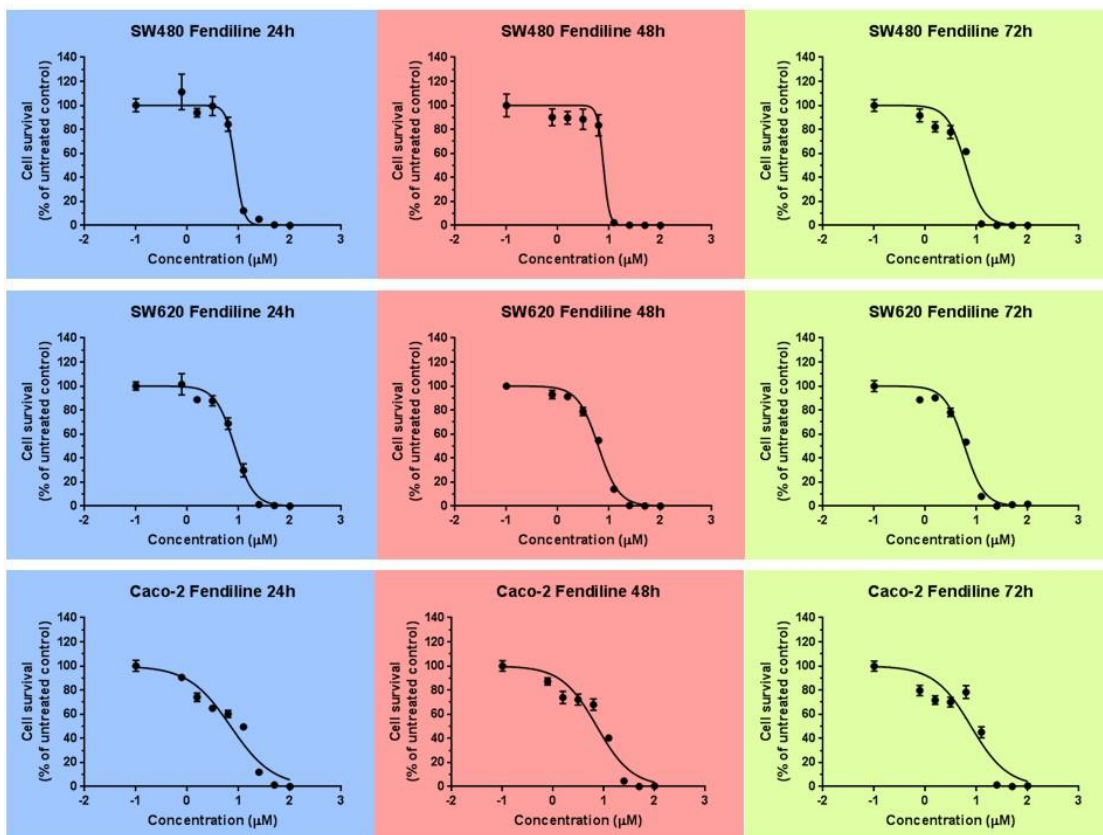 SW480 Fendiline 24h
Cell survival
(% of untreated control)
140
120
100
80
60
40
20
0
-2 -1 0 1 2 3
Concentration (μM)
SW480 Fendiline 48h
Cell survival
(% of untreated control)
140
120
100
80
60
40
20
0
-2 -1 0 1 2 3
Concentration (μM)
SW480 Fendiline 72h
Cell survival
(% of untreated control)
140
120
100
80
60
40
20
0
-2 -1 0 1 2 3
Concentration (μM)
SW620 Fendiline 24h
Cell survival
(% of untreated control)
140
120
100
80
60
40
20
0
-2 -1 0 1 2 3
Concentration (μM)
SW620 Fendiline 48h
Cell survival
(% of untreated control)
140
120
100
80
60
40
20
0
-2 -1 0 1 2 3
Concentration (μM)
SW620 Fendiline 72h
Cell survival
(% of untreated control)
140
120
100
80
60
40
20
0
-2 -1 0 1 2 3
Concentration (μM)
Caco-2 Fendiline 24h
Cell survival
(% of untreated control)
140
120
100
80
60
40
20
0
-2 -1 0 1 2 3
Concentration (μM)
Caco-2 Fendiline 48h
Cell survival
(% of untreated control)
140
120
100
80
60
40
20
0
-2 -1 0 1 2 3
Concentration (μM)
Caco-2 Fendiline 72h
Cell survival
(% of untreated control)
140
120
100
80
60
40
20
0
-2 -1 0 1 2 3
Concentration (μM)